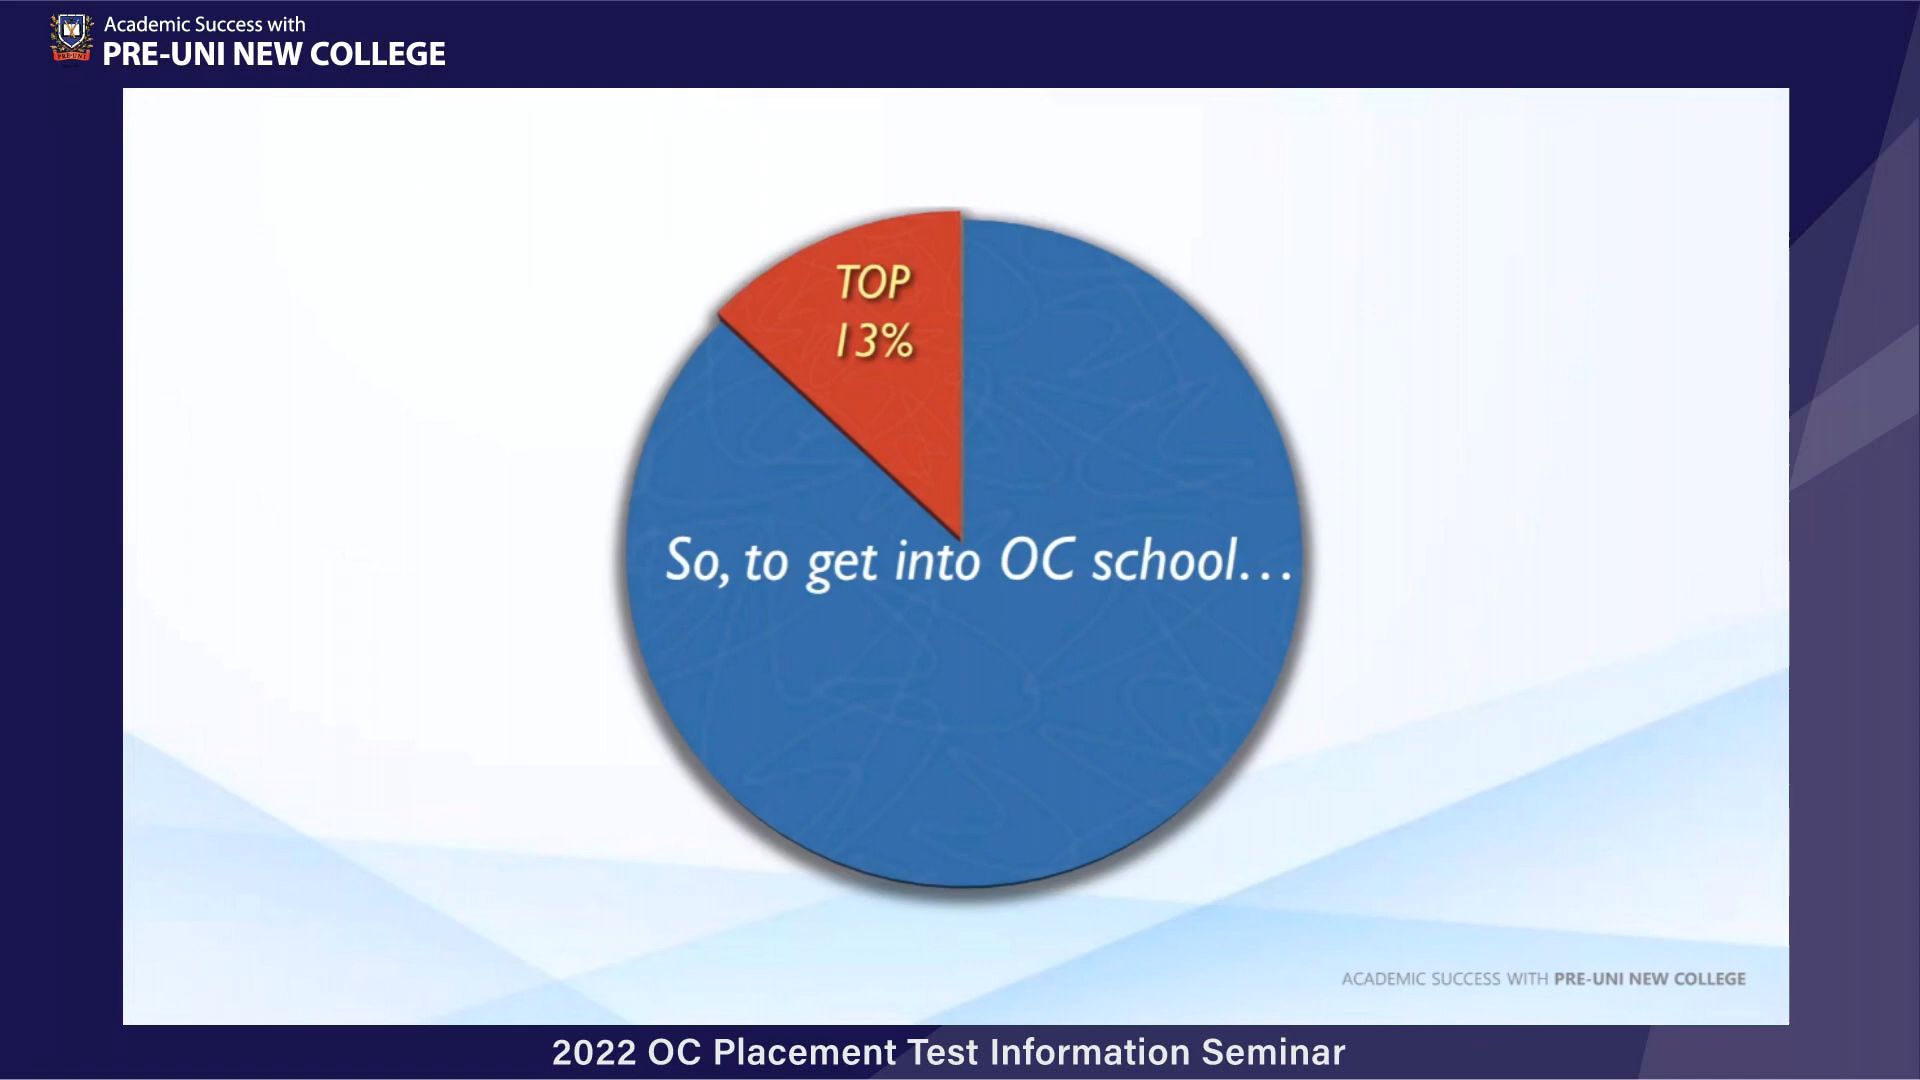 Academic Success with
PRE-UNI NEW COLLEGE
TOP
13%
So, to get into OC school...
ACADEMIC SUCCESS WITH PRE-UNI NEW COLLEGE
2022 OC Placement Test Information Seminar